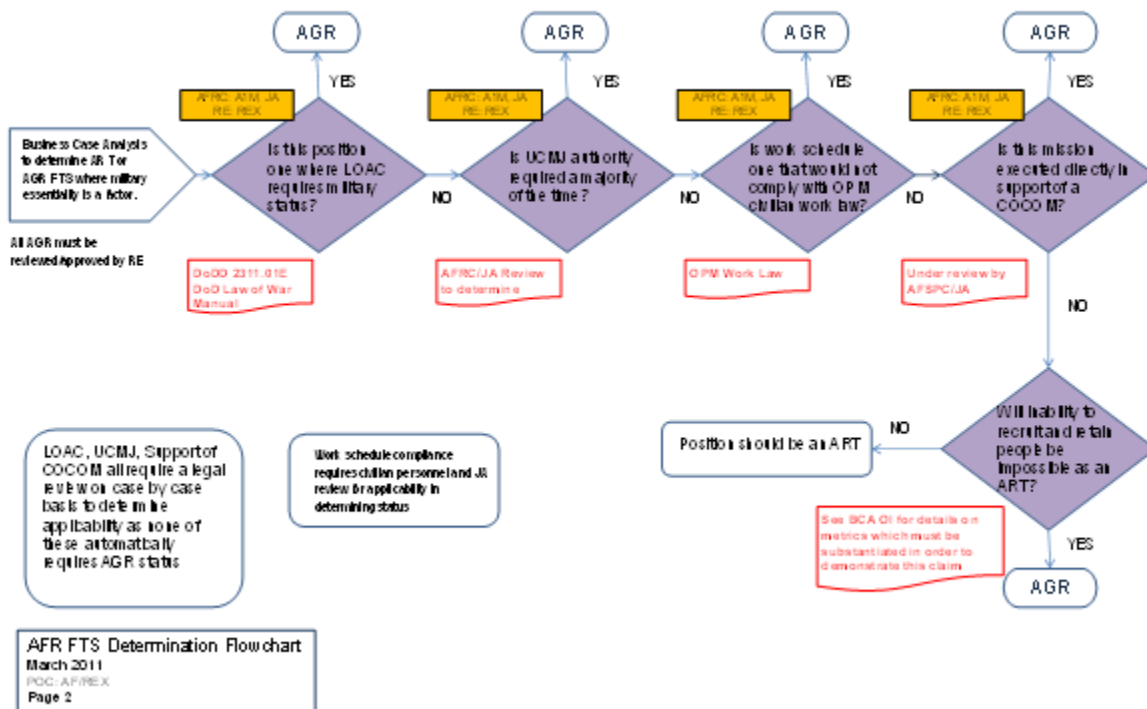 AGR
AGR
AGR
AGR
YES
YES
YES
YES
AFRC: A1M, JA
RE: REX
AFRC: A1M, JA
RE: REX
AFRC: A1M, JA
RE: REX
AFRC: A1M, JA
RE: REX
Business Case Analysis
to determine ART or
AGR FTS where military
essentially is a factor.
Is this position
one where LOAC
requires military
status?
NO
Is UCMJ authority
required a majority
of the time?
NO
Is work schedule
one that would not
comply with OPM
civilian work law?
NO
Is this mission
executed directly in
support of a
COCOM?
All AGR must be
reviewed/approved by RE
DoDD 2311.01E
DoD Law of War
Manual
AFRC/JA Review
to determine
OPM Work Law
Under review by
AFSPC/JA
NO
Will inability to
recruit and retain
people be
impossible as an
ART?
NO
Position should be an ART
LOAC, UCMJ, Support of
COCOM all require a legal
review on case by case
basis to determine
applicability as none of
these automatically
requires AGR status
Work schedule compliance
requires civilian personnel and JA
review for applicability in
determining status
See BCA OI for details on
metrics which must be
substantiated in order to
demonstrate this claim
YES
AGR
AFR FTS Determination Flowchart
March 2011
POC: AF/REX
Page 2